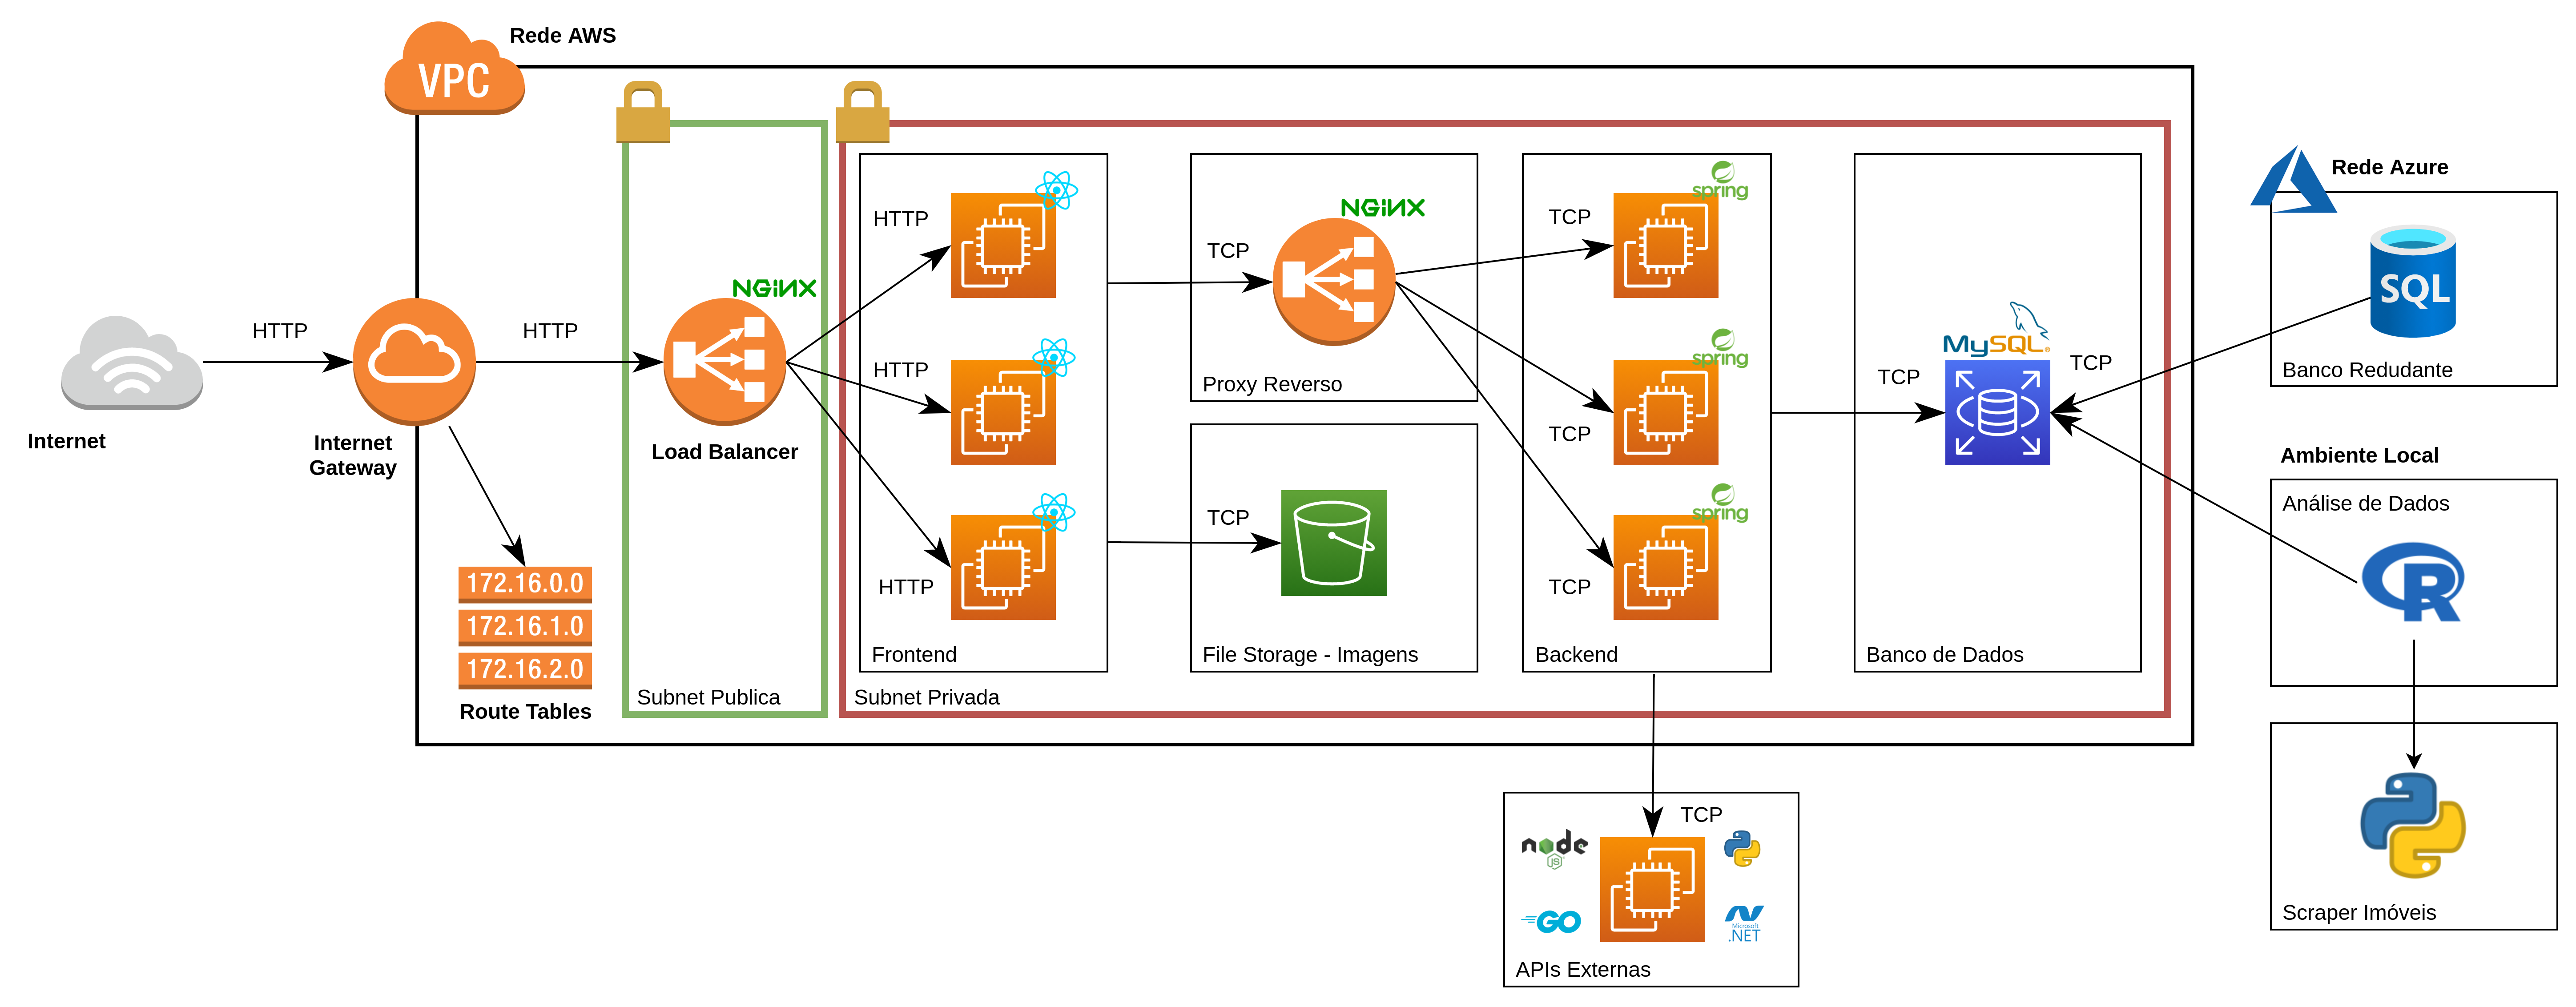 Rede AWS
VPC
Internet
HTTP
Internet
Gateway
HTTP
172.16.0.0
172.16.1.0
172.16.2.0
Route Tables
NGiNX
Load Balancer
Subnet Publica
HTTP
HTTP
HTTP
Frontend
Subnet Privada
TCP
NGiNX
Proxy Reverso
TCP
File Storage - Imagens
TCP
spring
TCP
spring
TCP
spring
Backend
TCP
MySQL®
TCP
Banco de Dados
Rede Azure
SQL
Banco Redudante
Ambiente Local
Análise de Dados
R
Scraper Imóveis
TCP
node
JS
GO
Microsoft
.NET
APIs Externas